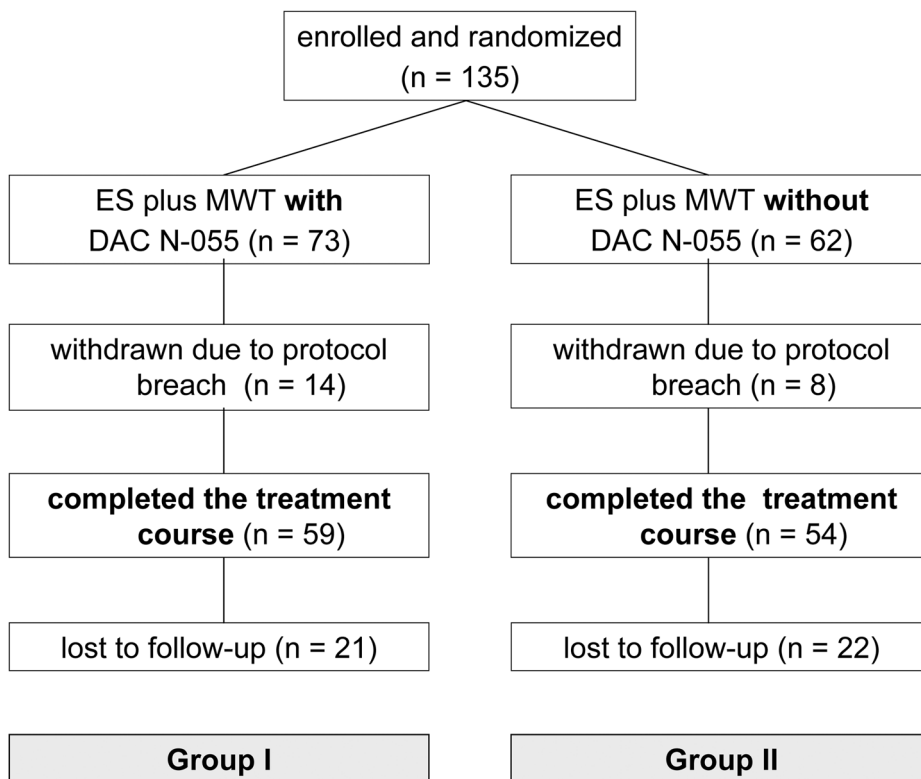 enrolled and randomized
(n = 135)
ES plus MWT with
DAC N-055 (n = 73)
ES plus MWT without
DAC N-055 (n = 62)
withdrawn due to protocol
breach (n = 14)
withdrawn due to protocol
breach (n = 8)
completed the treatment
course (n = 59)
completed the treatment
course (n = 54)
lost to follow-up (n = 21)
lost to follow-up (n = 22)
Group I
Group II